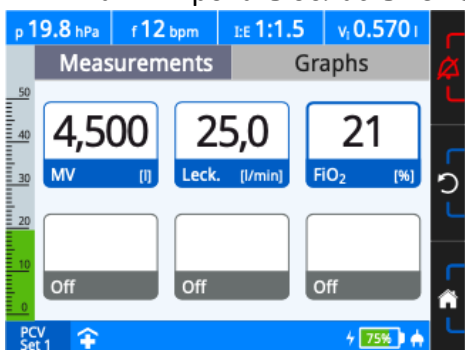 p 19.8 hPa f 12 bpm I:E 1:1.5 Vi 0.570 l
Measurements Graphs
50
40
30
20
10
0
4,500 25,0 21
MV [l] Leck. [l/min] FiO₂ [%]
Off Off Off
PCV
Set 1 75%